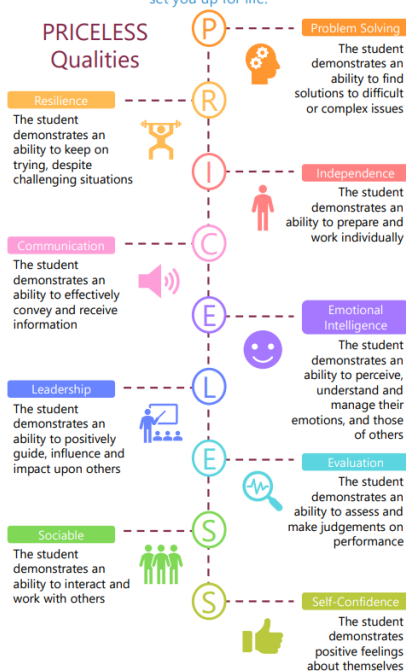 set you up for life.
PRICELESS
Qualities
P
Problem Solving
The student
demonstrates an
ability to find
solutions to difficult
or complex issues
R
Resilience
The student
demonstrates an
ability to keep on
trying, despite
challenging situations
I
Independence
The student
demonstrates an
ability to prepare and
work individually
C
Communication
The student
demonstrates an
ability to effectively
convey and receive
information
E
Emotional
Intelligence
The student
demonstrates an
ability to perceive,
understand and
manage their
emotions, and those
of others
L
Leadership
The student
demonstrates an
ability to positively
guide, influence and
impact upon others
E
Evaluation
The student
demonstrates an
ability to assess and
make judgements on
performance
S
Sociable
The student
demonstrates an
ability to interact and
work with others
S
Self-Confidence
The student
demonstrates
positive feelings
about themselves